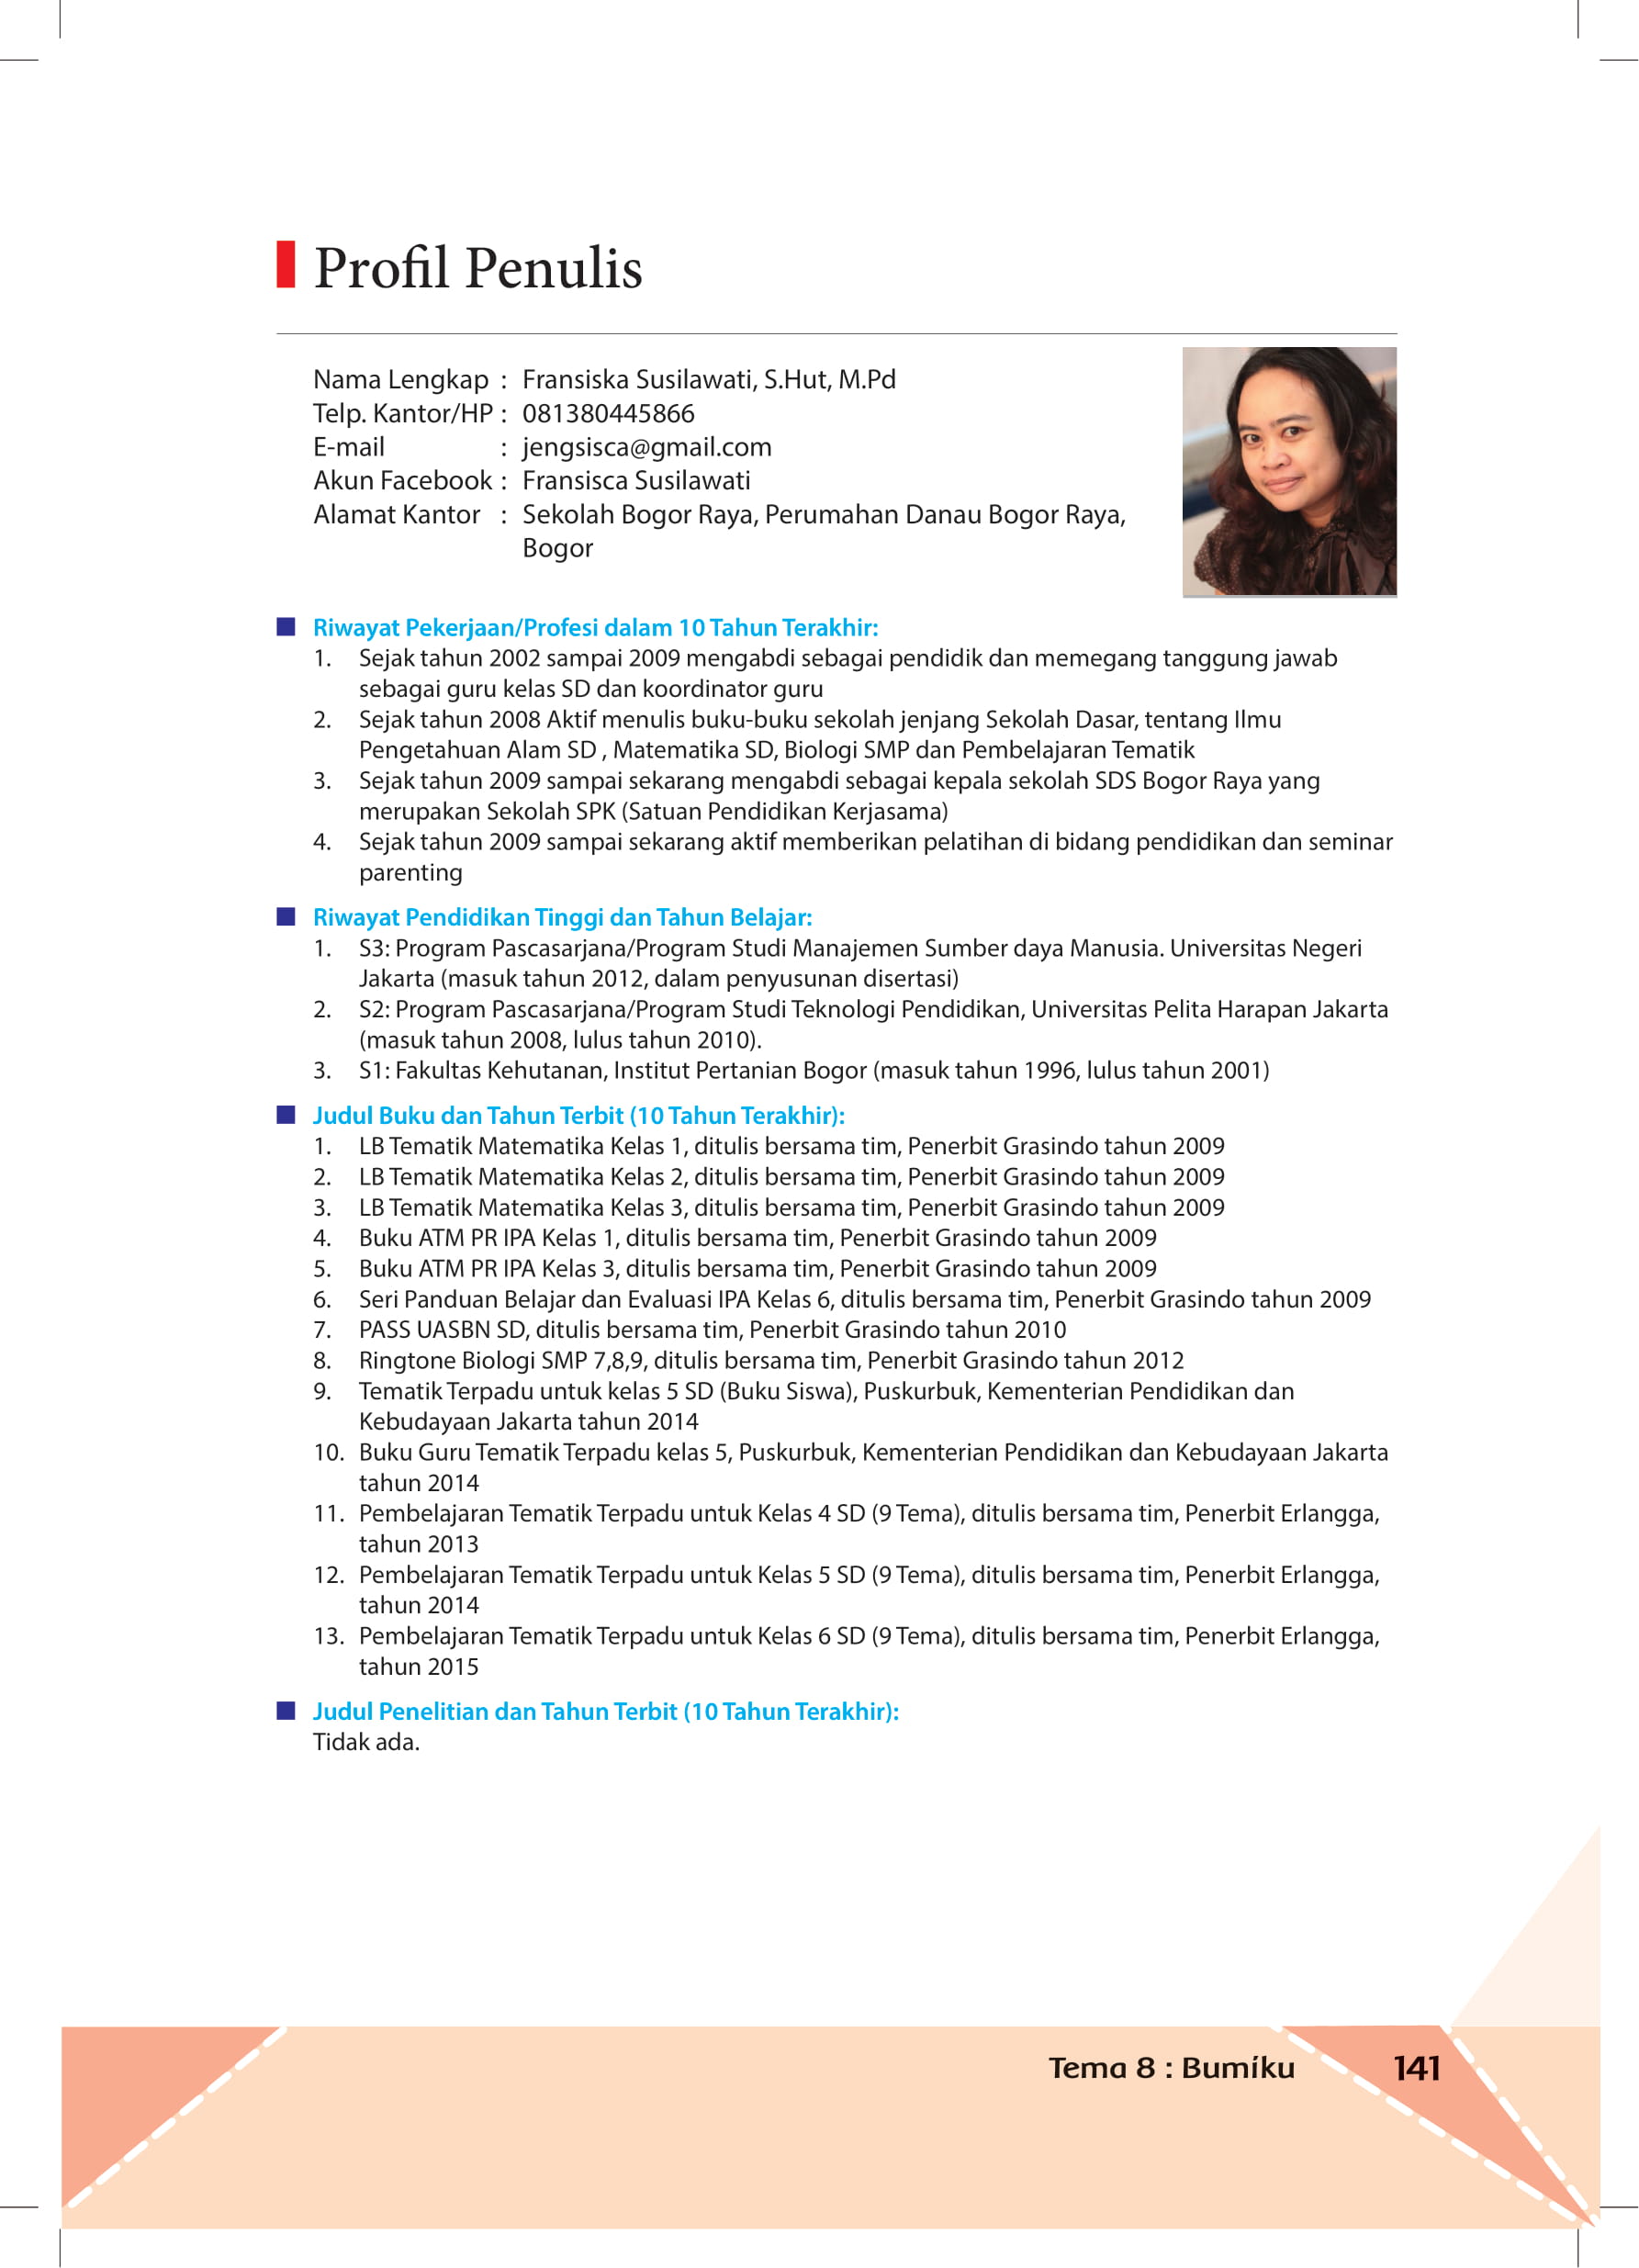 Profil Penulis
Nama Lengkap : Fransiska Susilawati, S.Hut, M.Pd
Telp. Kantor/HP : 081380445866
E-mail : jengsisca@gmail.com
Akun Facebook : Fransisca Susilawati
Alamat Kantor : Sekolah Bogor Raya, Perumahan Danau Bogor Raya,
Bogor
Riwayat Pekerjaan/Profesi dalam 10 Tahun Terakhir:
1. Sejak tahun 2002 sampai 2009 mengabdi sebagai pendidik dan memegang tanggung jawab
sebagai guru kelas SD dan koordinator guru
2. Sejak tahun 2008 Aktif menulis buku-buku sekolah jenjang Sekolah Dasar, tentang Ilmu
Pengetahuan Alam SD , Matematika SD, Biologi SMP dan Pembelajaran Tematik
3. Sejak tahun 2009 sampai sekarang mengabdi sebagai kepala sekolah SDS Bogor Raya yang
merupakan Sekolah SPK (Satuan Pendidikan Kerjasama)
4. Sejak tahun 2009 sampai sekarang aktif memberikan pelatihan di bidang pendidikan dan seminar
parenting
Riwayat Pendidikan Tinggi dan Tahun Belajar:
1. S3: Program Pascasarjana/Program Studi Manajemen Sumber daya Manusia. Universitas Negeri
Jakarta (masuk tahun 2012, dalam penyusunan disertasi)
2. S2: Program Pascasarjana/Program Studi Teknologi Pendidikan, Universitas Pelita Harapan Jakarta
(masuk tahun 2008, lulus tahun 2010).
3. S1: Fakultas Kehutanan, Institut Pertanian Bogor (masuk tahun 1996, lulus tahun 2001)
Judul Buku dan Tahun Terbit (10 Tahun Terakhir):
1. LB Tematik Matematika Kelas 1, ditulis bersama tim, Penerbit Grasindo tahun 2009
2. LB Tematik Matematika Kelas 2, ditulis bersama tim, Penerbit Grasindo tahun 2009
3. LB Tematik Matematika Kelas 3, ditulis bersama tim, Penerbit Grasindo tahun 2009
4. Buku ATM PR IPA Kelas 1, ditulis bersama tim, Penerbit Grasindo tahun 2009
5. Buku ATM PR IPA Kelas 3, ditulis bersama tim, Penerbit Grasindo tahun 2009
6. Seri Panduan Belajar dan Evaluasi IPA Kelas 6, ditulis bersama tim, Penerbit Grasindo tahun 2009
7. PASS UASBN SD, ditulis bersama tim, Penerbit Grasindo tahun 2010
8. Ringtone Biologi SMP 7,8,9, ditulis bersama tim, Penerbit Grasindo tahun 2012
9. Tematik Terpadu untuk kelas 5 SD (Buku Siswa), Puskurbuk, Kementerian Pendidikan dan
Kebudayaan Jakarta tahun 2014
10. Buku Guru Tematik Terpadu kelas 5, Puskurbuk, Kementerian Pendidikan dan Kebudayaan Jakarta
tahun 2014
11. Pembelajaran Tematik Terpadu untuk Kelas 4 SD (9 Tema), ditulis bersama tim, Penerbit Erlangga,
tahun 2013
12. Pembelajaran Tematik Terpadu untuk Kelas 5 SD (9 Tema), ditulis bersama tim, Penerbit Erlangga,
tahun 2014
13. Pembelajaran Tematik Terpadu untuk Kelas 6 SD (9 Tema), ditulis bersama tim, Penerbit Erlangga,
tahun 2015
Judul Penelitian dan Tahun Terbit (10 Tahun Terakhir):
Tidak ada.
Tema 8 : Bumiku 141